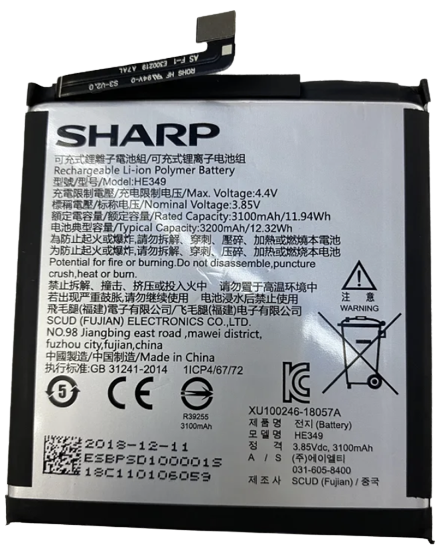 AS F-1
E300219 A7AL
ROHS HF 94V-0
S3-V2.0
SHARP
可充式鋰離子電池組/可充式锂离子电池组
Rechargeable Li-ion Polymer Battery
型號/型号/Model:HE349
充電限制電壓/充电限制电压/Max. Voltage:4.4V
標稱電壓/标称电压/Nominal Voltage:3.85V
額定電容量/额定容量/Rated Capacity:3100mAh/11.94Wh
电池典型容量/Typical Capacity:3200mAh/12.32Wh
為防止起火或爆炸,請勿拆解、穿刺、壓碎、加熱或燃燒本電池
为防止起火或爆炸,请勿拆解、穿刺、压碎、加热或燃烧本电池
Potential for fire or burning.Do not disassemble,puncture
crush,heat or burn.
禁止拆解、撞击、挤压或投入火中 请勿置于高温环境中
若出现严重鼓胀,请勿继续使用 电池浸水后禁止使用
飛毛腿(福建)電子有限公司/飞毛腿(福建)电子有限公司
SCUD (FUJIAN) ELECTRONICS CO.,LTD.
NO.98 Jiangbing east road ,mawei district,
fuzhou city,fujian.
中國製造/中国制造/Made in China
执行标准:GB 31241-2014 1ICP4/67/72
WARNING
5
R39255
3100mAh
XU100246-18057A
제 품 명 전지 (Battery)
모 델 명 HE349
정 격 3.85Vdc, 3100mAh
A / S (주)에이엘티
031-605-8400
제 조 원 SCUD (Fujian) / 중국
2018-12-11
ESBPSD100001S
18C110106059